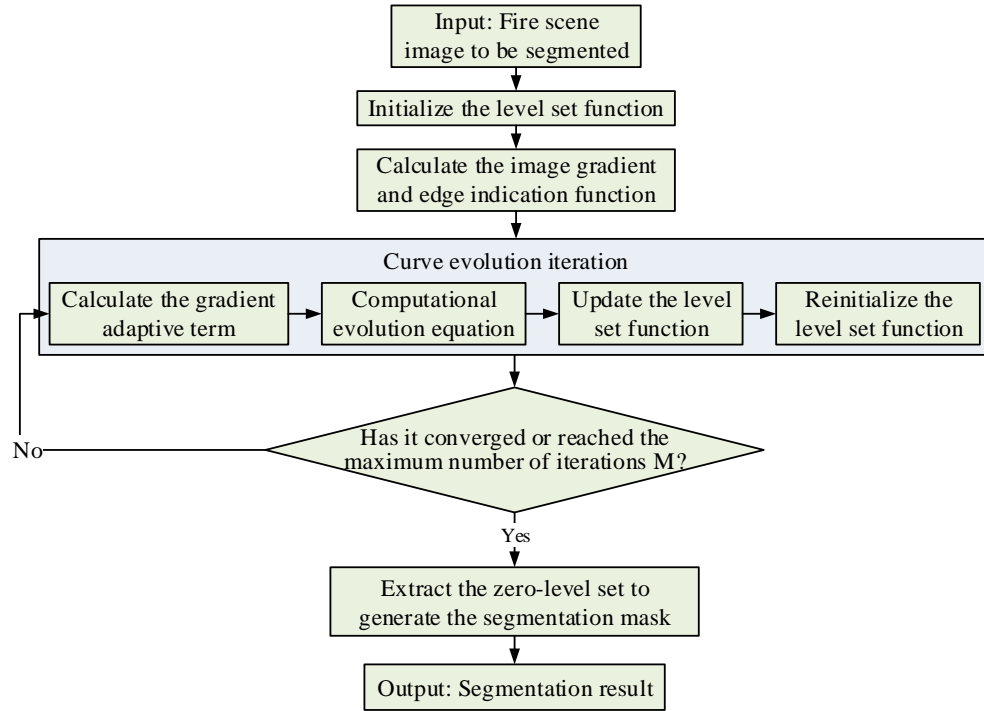 Input: Fire scene
image to be segmented
Initialize the level set function
Calculate the image gradient
and edge indication function
Curve evolution iteration
Calculate the gradient
adaptive term
Computational
evolution equation
Update the level
set function
Reinitialize the
level set function
Has it converged or reached the
maximum number of iterations M?
No
Yes
Extract the zero-level set to
generate the segmentation mask
Output: Segmentation result